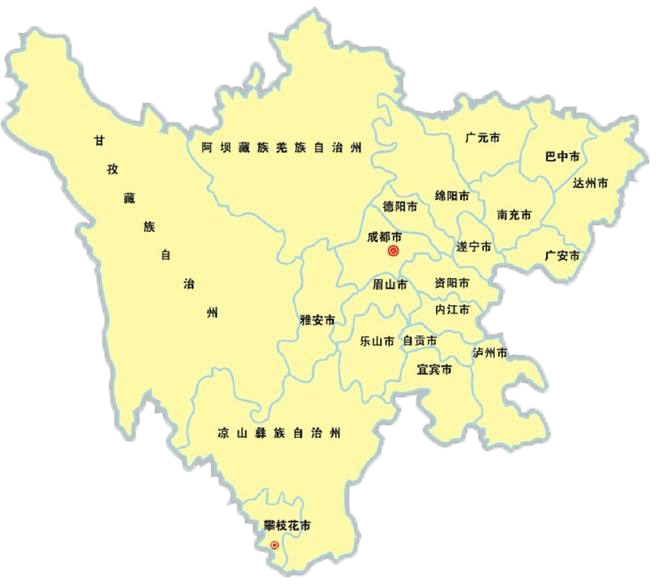 甘孜藏族自治州
阿坝藏族羌族自治州
广元市
巴中市
达州市
绵阳市
德阳市
南充市
成都市
遂宁市
广安市
眉山市
资阳市
内江市
雅安市
乐山市
自贡市
泸州市
宜宾市
凉山彝族自治州
攀枝花市